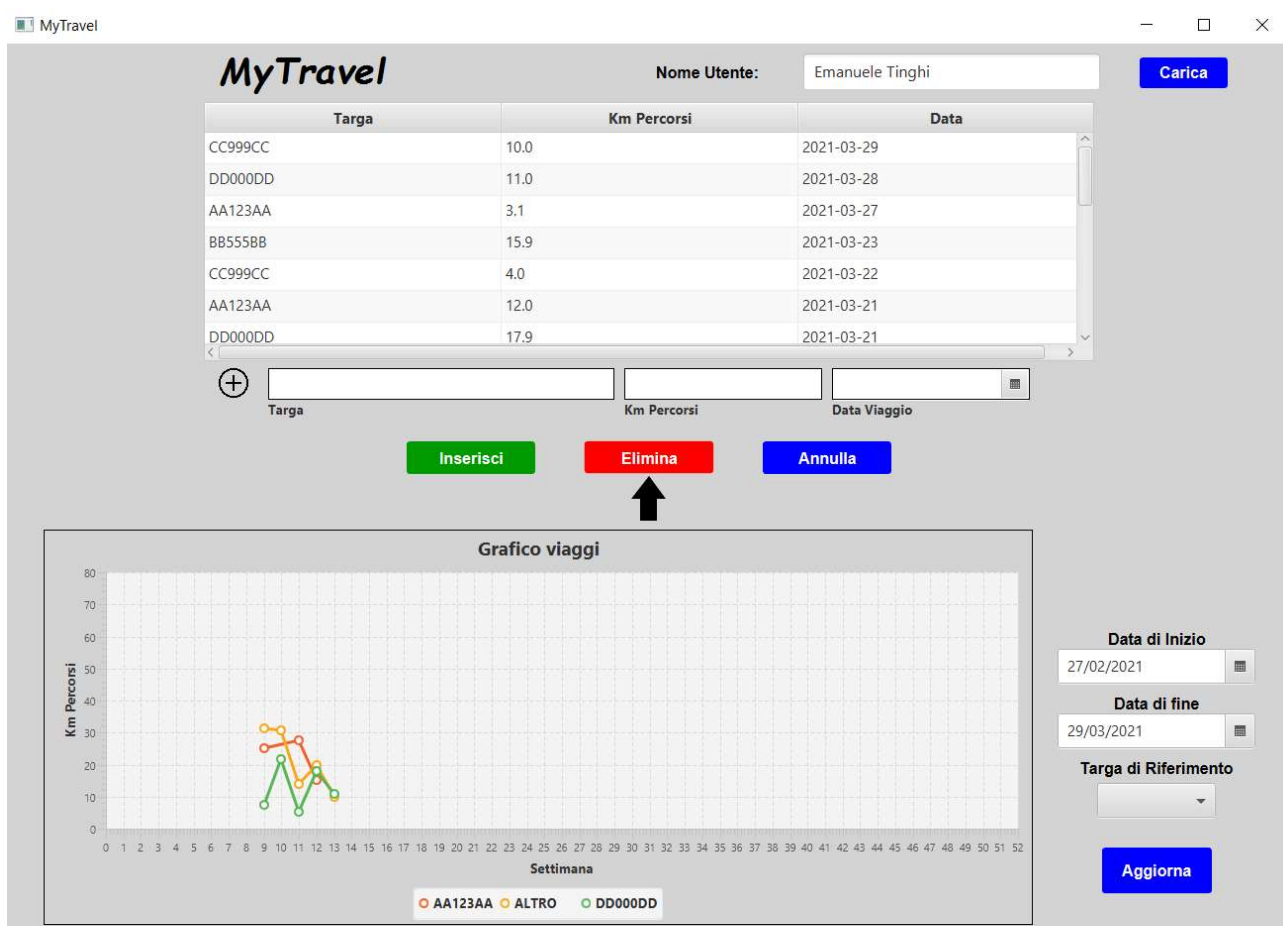 MyTravel
MyTravel
Nome Utente: Emanuele Tinghi Carica
Targa Km Percorsi Data
CC999CC 10.0 2021-03-29
DD000DD 11.0 2021-03-28
AA123AA 3.1 2021-03-27
BB555BB 15.9 2021-03-23
CC999CC 4.0 2021-03-22
AA123AA 12.0 2021-03-21
DD000DD 17.9 2021-03-21
Targa Km Percorsi Data Viaggio
Inserisci Elimina Annulla
Grafico viaggi
80
70
60
50
40
30
20
10
0
Km Percorsi
0 1 2 3 4 5 6 7 8 9 10 11 12 13 14 15 16 17 18 19 20 21 22 23 24 25 26 27 28 29 30 31 32 33 34 35 36 37 38 39 40 41 42 43 44 45 46 47 48 49 50 51 52
Settimana
AA123AA ALTRO DD000DD
Data di Inizio
27/02/2021
Data di fine
29/03/2021
Targa di Riferimento
Aggiorna